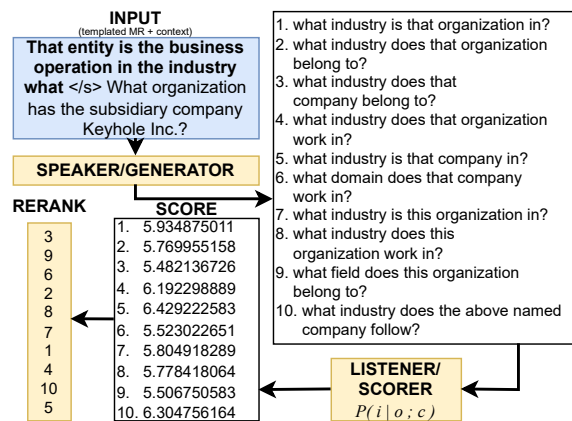 INPUT
(templated MR + context)
That entity is the business
operation in the industry
what </s> What organization
has the subsidiary company
Keyhole Inc.?
SPEAKER/GENERATOR
1. what industry is that organization in?
2. what industry does that organization
belong to?
3. what industry does that
company belong to?
4. what industry does that organization
work in?
5. what industry is that company in?
6. what domain does that company
work in?
7. what industry is this organization in?
8. what industry does this
organization work in?
9. what field does this organization
belong to?
10. what industry does the above named
company follow?
RERANK
3
9
6
2
8
7
1
4
10
5
SCORE
1. 5.934875011
2. 5.769955158
3. 5.482136726
4. 6.192298889
5. 6.429222583
6. 5.523022651
7. 5.804918289
8. 5.778418064
9. 5.506750583
10. 6.304756164
LISTENER/
SCORER
P(i|o;c)